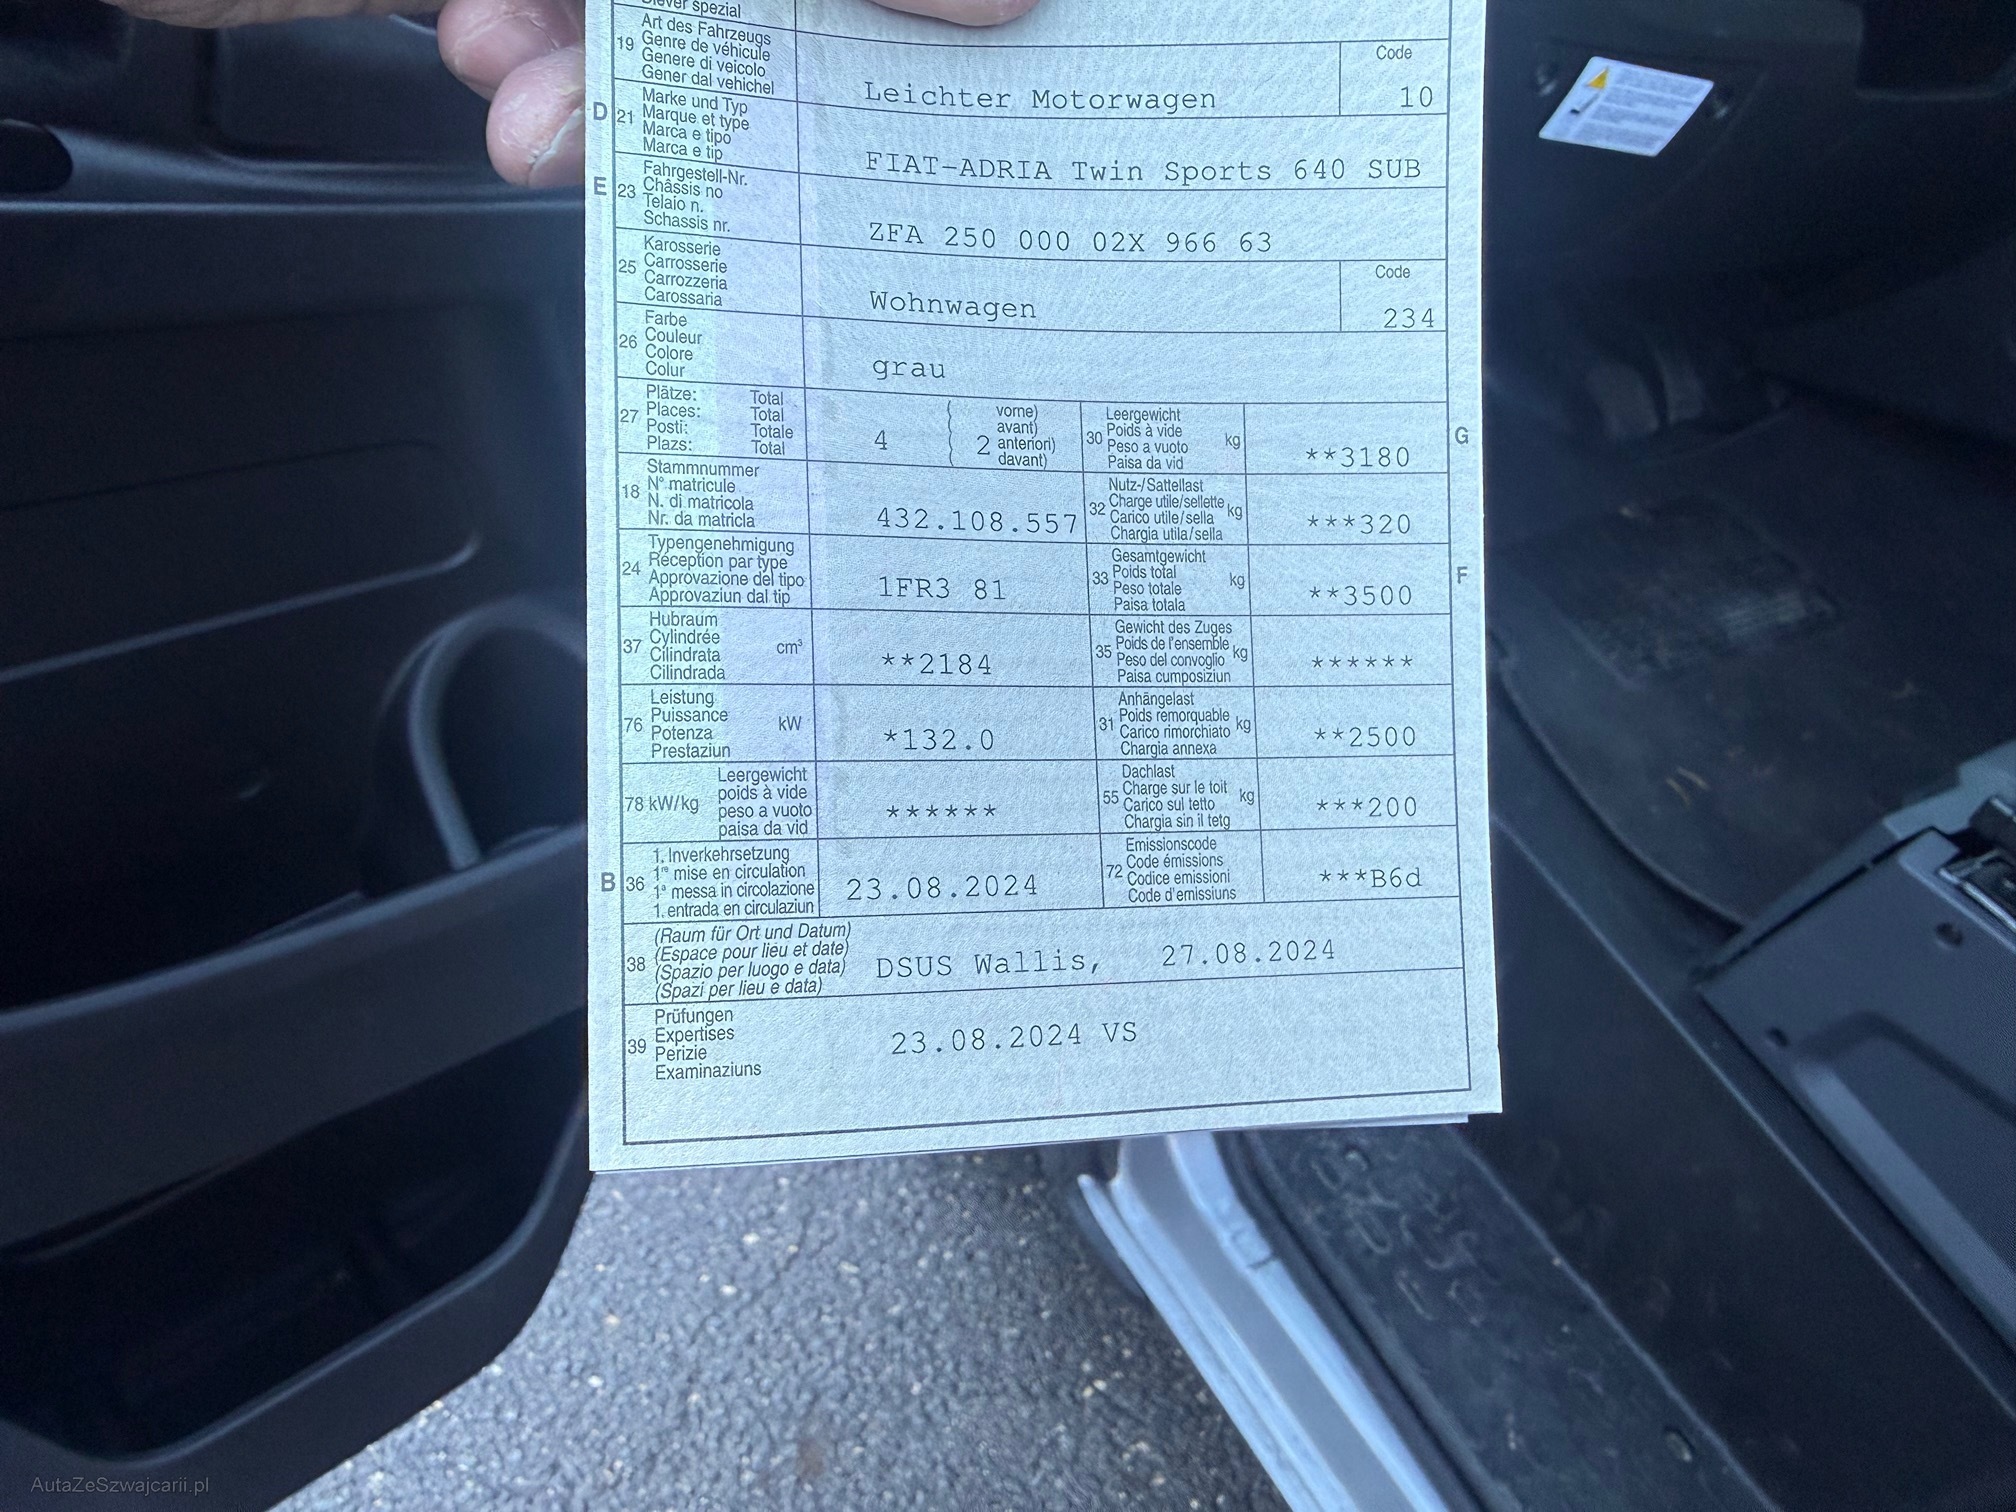 spezial
Art des Fahrzeugs
19 Genre de véhicule
Genere di veicolo
Gener dal vehichel
Leichter Motorwagen
Code
10
D 21 Marke und Typ
Marque et type
Marca e tipo
Marca e tip
FIAT-ADRIA Twin Sports 640 SUB
E 23 Fahrgestell-Nr.
Châssis no
Telaio n.
Schassis nr.
ZFA 250 000 02X 966 63
25 Karosserie
Carrosserie
Carrozzeria
Carossaria
Wohnwagen
Code
234
26 Farbe
Couleur
Colore
Colur
grau
27 Plätze: Total
Places: Total
Posti: Totale
Plazs: Total
4
2
vorne)
avant)
anteriori)
davant)
30 Leergewicht
Poids à vide kg
Peso a vuoto
Paisa da vid
**3180
G
18 Stammnummer
N° matricule
N. di matricola
Nr. da matricla
432.108.557
32 Nutz-/Sattellast
Charge utile/sellette kg
Carico utile/sella
Chargia utila/sella
***320
24 Typengenehmigung
Réception par type
Approvazione del tipo
Approvaziun dal tip
1FR3 81
33 Gesamtgewicht
Poids total kg
Peso totale
Paisa totala
**3500
F
37 Hubraum
Cylindrée cm³
Cilindrata
Cilindrada
**2184
35 Gewicht des Zuges
Poids de l'ensemble kg
Peso del convoglio
Paisa cumposiziun
******
76 Leistung
Puissance kW
Potenza
Prestaziun
*132.0
31 Anhängelast
Poids remorquable kg
Carico rimorchiato
Chargia annexa
**2500
78 kW/kg Leergewicht
poids à vide
peso a vuoto
paisa da vid
******
55 Dachlast
Charge sur le toit kg
Carico sul tetto
Chargia sin il tetg
***200
B 36 1. Inverkehrsetzung
1re mise en circulation
1ª messa in circolazione
1. entrada en circulaziun
23.08.2024
72 Emissionscode
Code émissions
Codice emissioni
Code d'emissiuns
***B6d
38 (Raum für Ort und Datum)
(Espace pour lieu et date)
(Spazio per luogo e data)
(Spazi per lieu e data)
DSUS Wallis, 27.08.2024
39 Prüfungen
Expertises
Perizie
Examinaziuns
23.08.2024 VS
AutaZeSzwajcarii.pl